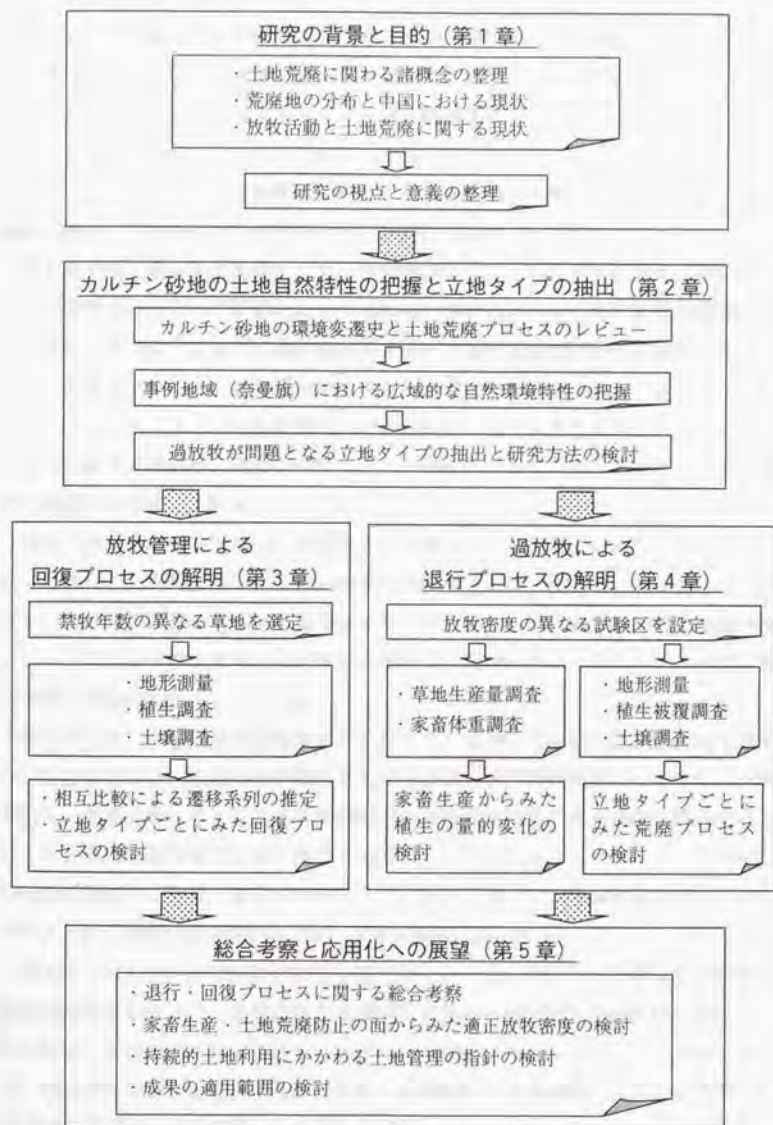 研究の背景と目的（第１章）
・土地荒廃に関わる諸概念の整理
・荒廃地の分布と中国における現状
・放牧活動と土地荒廃に関する現状
研究の視点と意義の整理
カルチン砂地の土地自然特性の把握と立地タイプの抽出（第２章）
カルチン砂地の環境変遷史と土地荒廃プロセスのレビュー
事例地域（奈曼旗）における広域的な自然環境特性の把握
過放牧が問題となる立地タイプの抽出と研究方法の検討
放牧管理による
回復プロセスの解明（第３章）
禁牧年数の異なる草地を選定
・地形測量
・植生調査
・土壌調査
・相互比較による遷移系列の推定
・立地タイプごとにみた回復プロ
セスの検討
過放牧による
退行プロセスの解明（第４章）
放牧密度の異なる試験区を設定
・草地生産量調査
・家畜体重調査
家畜生産からみた
植生の量的変化の
検討
・地形測量
・植生被覆調査
・土壌調査
立地タイプごとに
みた荒廃プロセス
の検討
総合考察と応用化への展望（第５章）
・退行・回復プロセスに関する総合考察
・家畜生産・土地荒廃防止の面からみた適正放牧密度の検討
・持続的土地利用にかかわる土地管理の指針の検討
・成果の適用範囲の検討